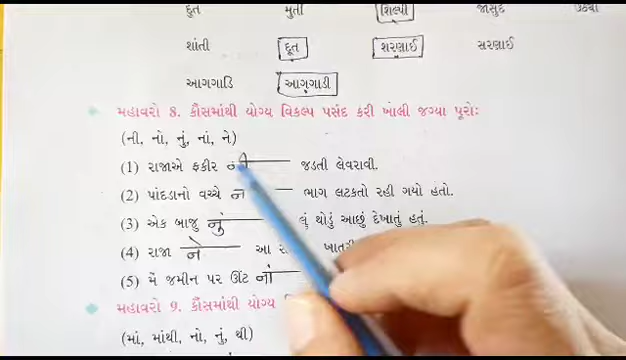 દુત મુતી શિલ્પી જાસુદ
શાંતી દૂત શરણાઈ સરણાઈ
આગગાડિ આગગાડી
મહાવરો 8. કૌંસમાંથી યોગ્ય વિકલ્પ પસંદ કરી ખાલી જગ્યા પૂરો:
(ની, નો, નું, નાં, ને)
(1) રાજાએ ફકીર ની જડતી લેવરાવી.
(2) પાંદડાનો વચ્ચે ન ભાગ લટકતો રહી ગયો હતો.
(3) એક બાજુ નું થોડું આછું દેખાતું હતું.
(4) રાજા ને આ
(5) મેં જમીન પર ઊંટ નાં
મહાવરો 9. કૌંસમાંથી યોગ્ય
(માં, માંથી, નો, નું, થી)